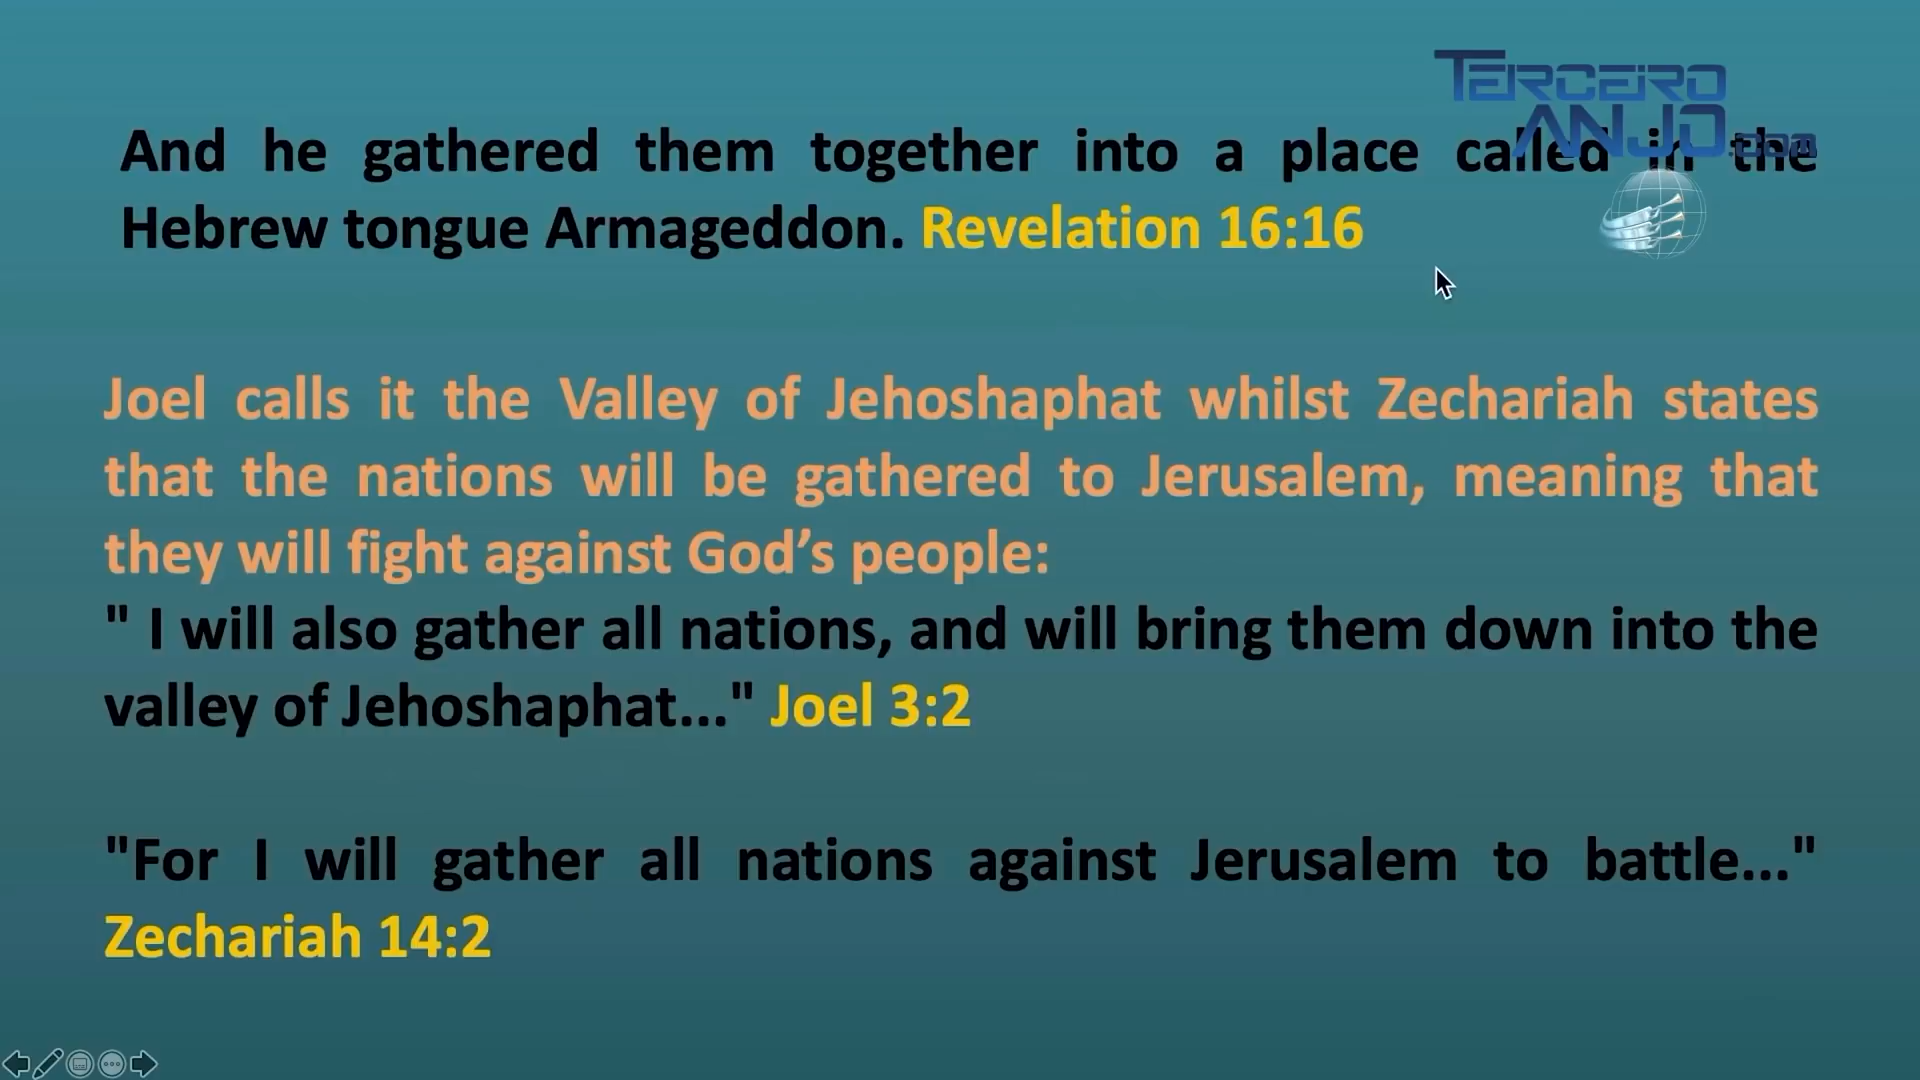 TERCEIRO
ANJO.com
And he gathered them together into a place called in the
Hebrew tongue Armageddon. Revelation 16:16
Joel calls it the Valley of Jehoshaphat whilst Zechariah states
that the nations will be gathered to Jerusalem, meaning that
they will fight against God’s people:
" I will also gather all nations, and will bring them down into the
valley of Jehoshaphat..." Joel 3:2
"For I will gather all nations against Jerusalem to battle..."
Zechariah 14:2